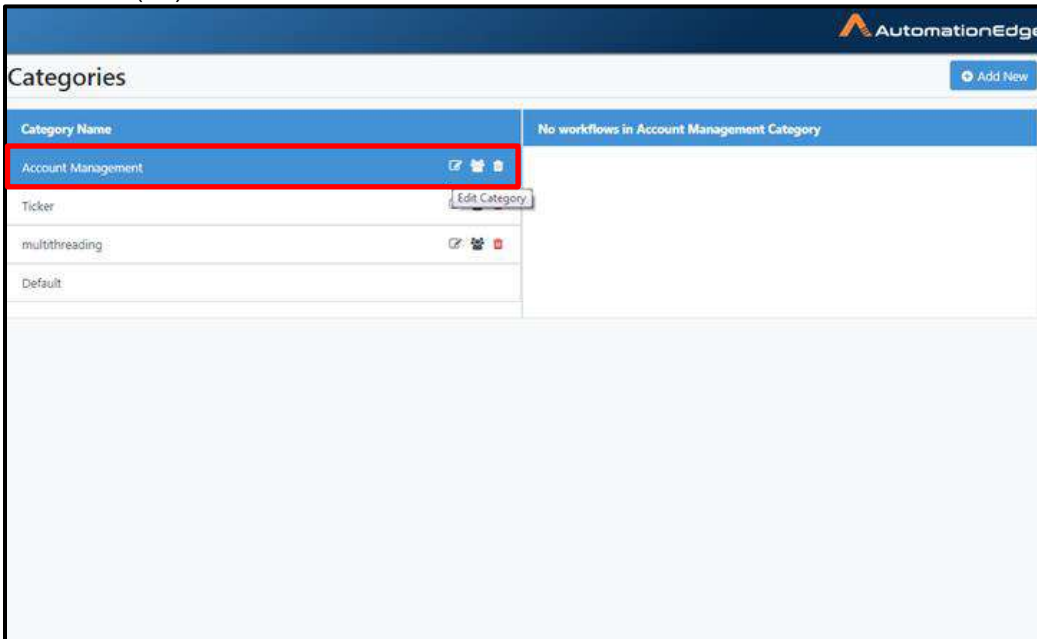 AutomationEdge
Categories
Add New
Category Name
No workflows in Account Management Category
Account Management
Edit Category
Ticker
multithreading
Default